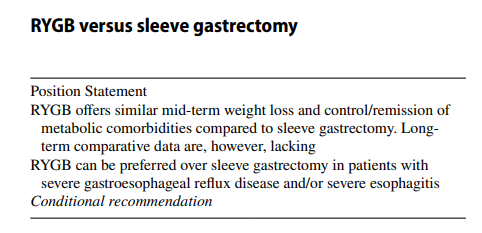 RYGB versus sleeve gastrectomy
Position Statement
RYGB offers similar mid-term weight loss and control/remission of
metabolic comorbidities compared to sleeve gastrectomy. Long-
term comparative data are, however, lacking
RYGB can be preferred over sleeve gastrectomy in patients with
severe gastroesophageal reflux disease and/or severe esophagitis
Conditional recommendation